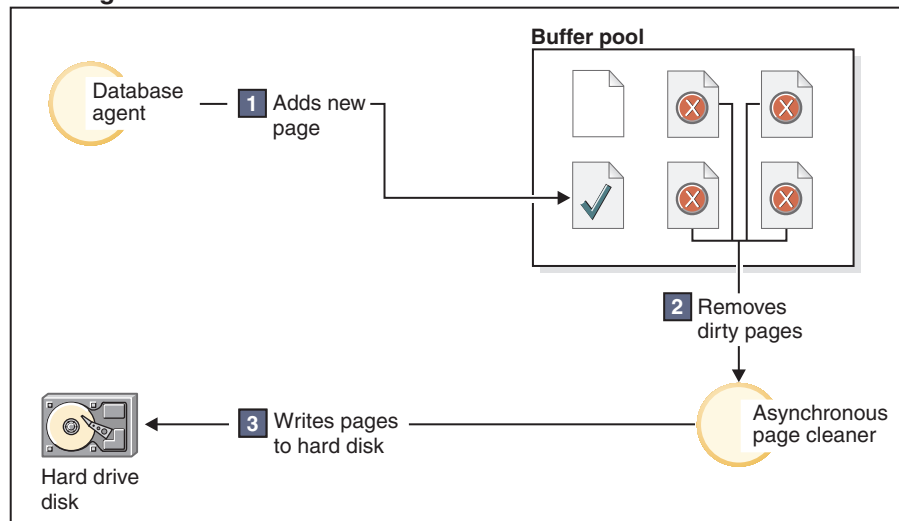 Buffer pool
Database
agent
1 Adds new
page
2 Removes
dirty pages
3 Writes pages
to hard disk
Asynchronous
page cleaner
Hard drive
disk